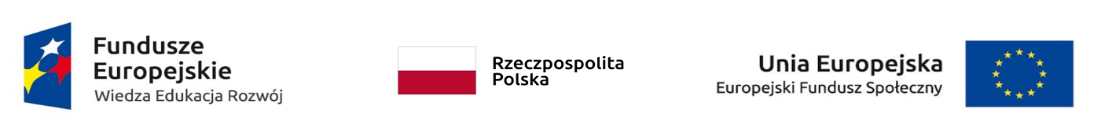 Fundusze
Europejskie
Wiedza Edukacja Rozwój
Rzeczpospolita
Polska
Unia Europejska
Europejski Fundusz Społeczny